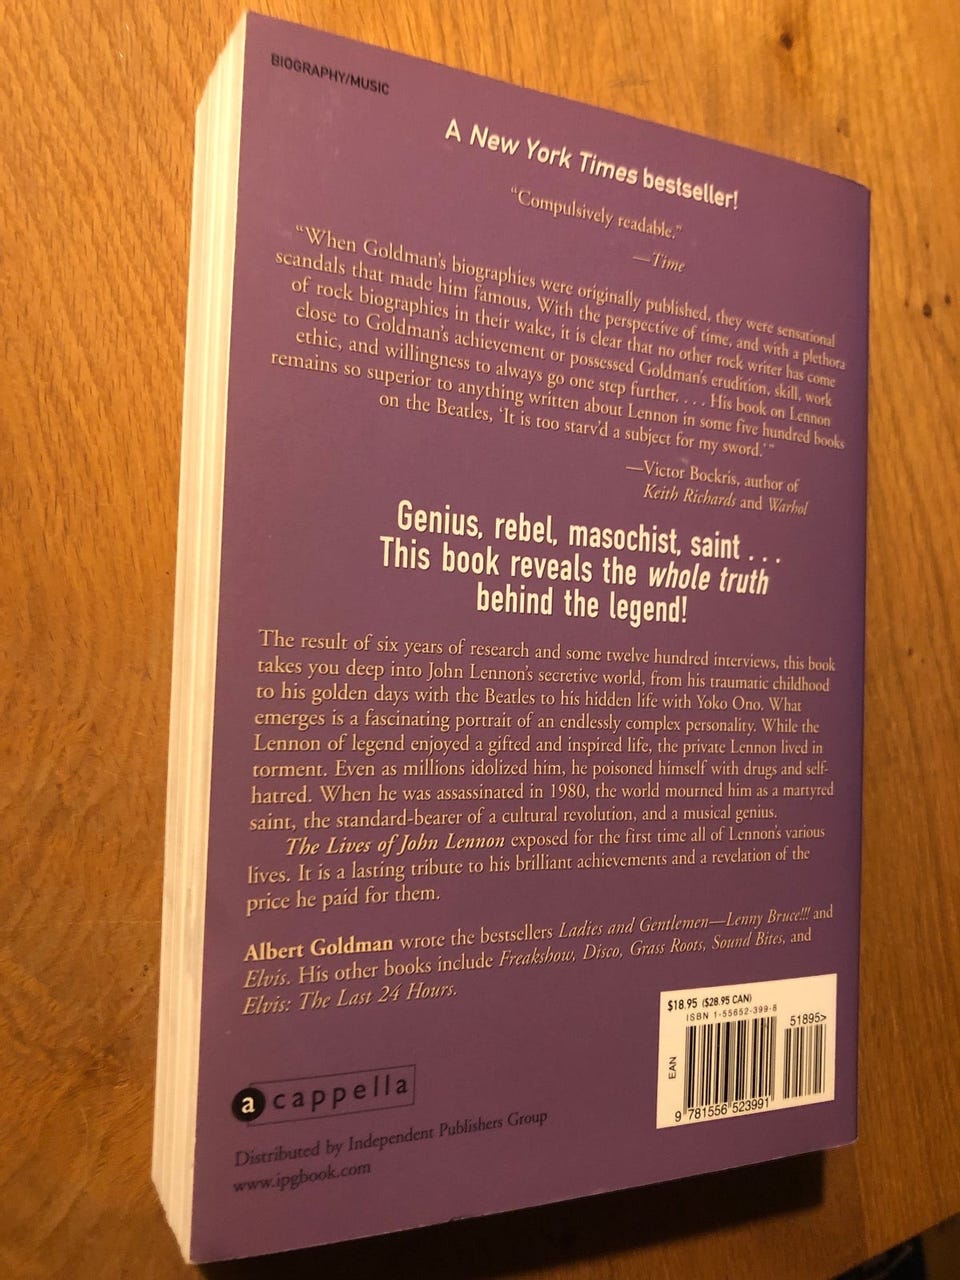 BIOGRAPHY/MUSIC
A New York Times bestseller!
“Compulsively readable.”
—Time
“When Goldman's biographies were originally published, they were sensational
scandals that made him famous. With the perspective of time, and with a plethora
of rock biographies in their wake, it is clear that no other rock writer has come
close to Goldman's achievement or possessed Goldman's erudition, skill, work
ethic, and willingness to always go one step further. . . . His book on Lennon
remains so superior to anything written about Lennon in some five hundred books
on the Beatles, ‘It is too starv'd a subject for my sword.’”
—Victor Bockris, author of
Keith Richards and Warhol
Genius, rebel, masochist, saint . . .
This book reveals the whole truth
behind the legend!
The result of six years of research and some twelve hundred interviews, this book
takes you deep into John Lennon's secretive world, from his traumatic childhood
to his golden days with the Beatles to his hidden life with Yoko Ono. What
emerges is a fascinating portrait of an endlessly complex personality. While the
Lennon of legend enjoyed a gifted and inspired life, the private Lennon lived in
torment. Even as millions idolized him, he poisoned himself with drugs and self-
hatred. When he was assassinated in 1980, the world mourned him as a martyred
saint, the standard-bearer of a cultural revolution, and a musical genius.
The Lives of John Lennon exposed for the first time all of Lennon's various
lives. It is a lasting tribute to his brilliant achievements and a revelation of the
price he paid for them.
Albert Goldman wrote the bestsellers Ladies and Gentlemen—Lenny Bruce!!! and
Elvis. His other books include Freakshow, Disco, Grass Roots, Sound Bites, and
Elvis: The Last 24 Hours.
$18.95 ($28.95 CAN)
ISBN 1-55652-399-8
51895>
EAN
9 781556 523991
a cappella
Distributed by Independent Publishers Group
www.ipgbook.com